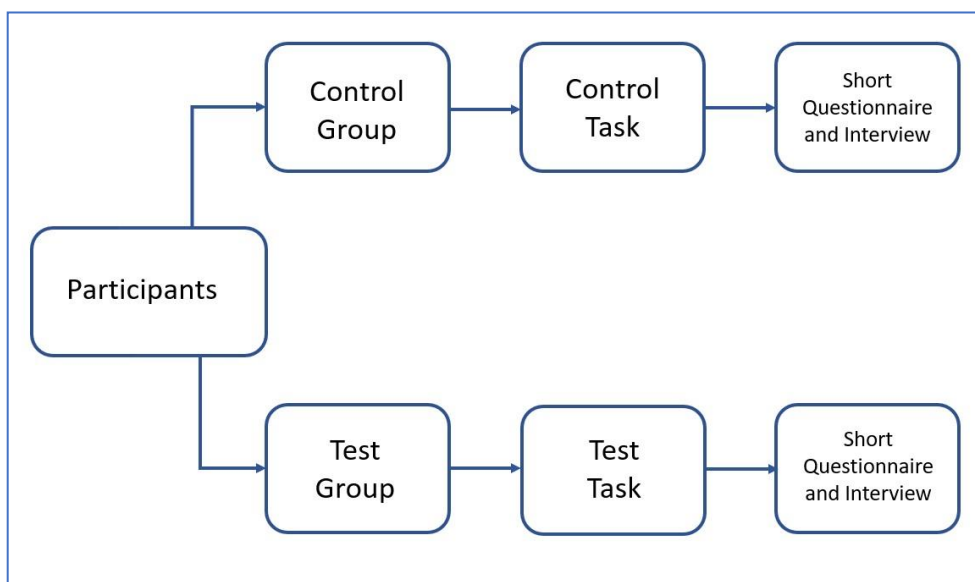 Control
Group
Control
Task
Short
Questionnaire
and Interview
Participants
Test
Group
Test
Task
Short
Questionnaire
and Interview